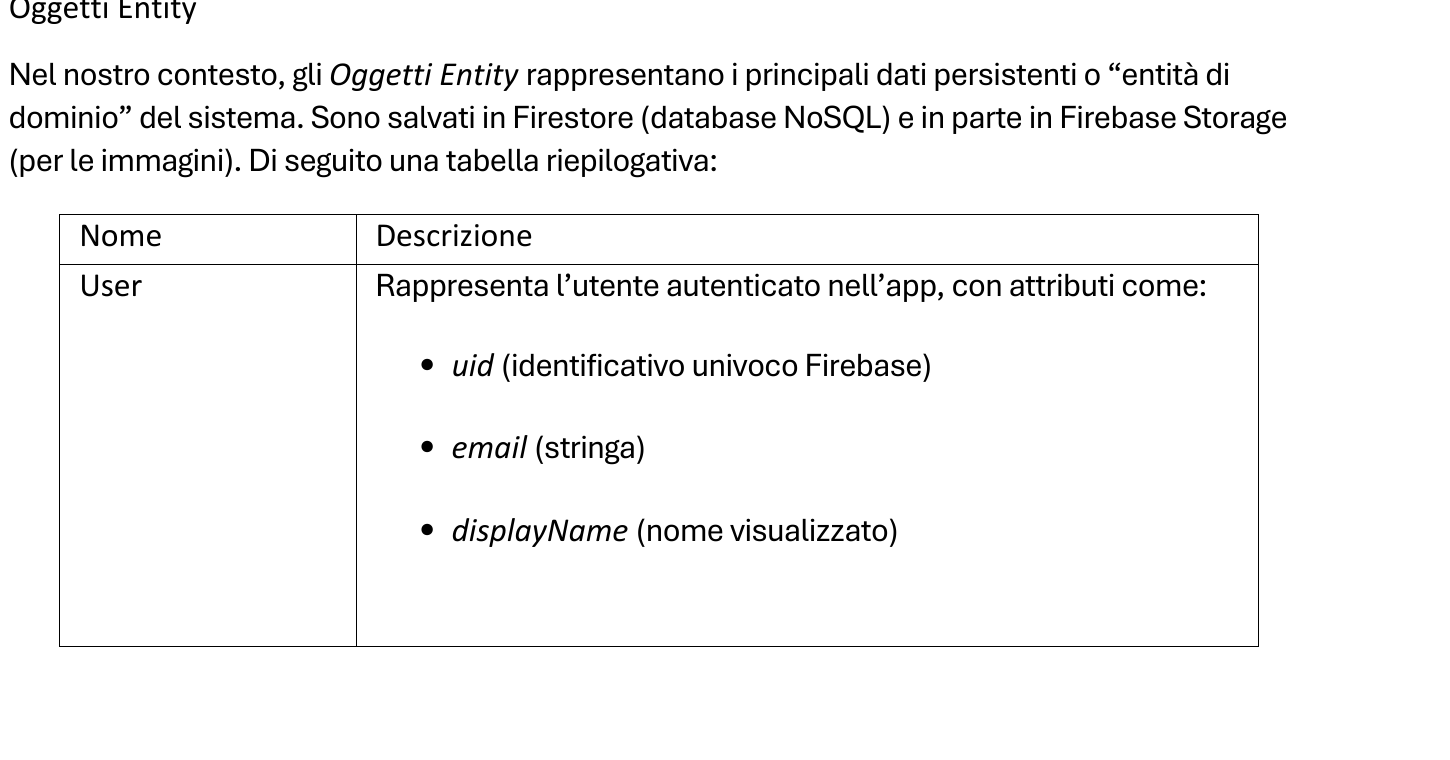 Oggetti Entity
Nel nostro contesto, gli Oggetti Entity rappresentano i principali dati persistenti o “entità di
dominio” del sistema. Sono salvati in Firestore (database NoSQL) e in parte in Firebase Storage
(per le immagini). Di seguito una tabella riepilogativa:
Nome Descrizione
User Rappresenta l’utente autenticato nell’app, con attributi come:
• uid (identificativo univoco Firebase)
• email (stringa)
• displayName (nome visualizzato)